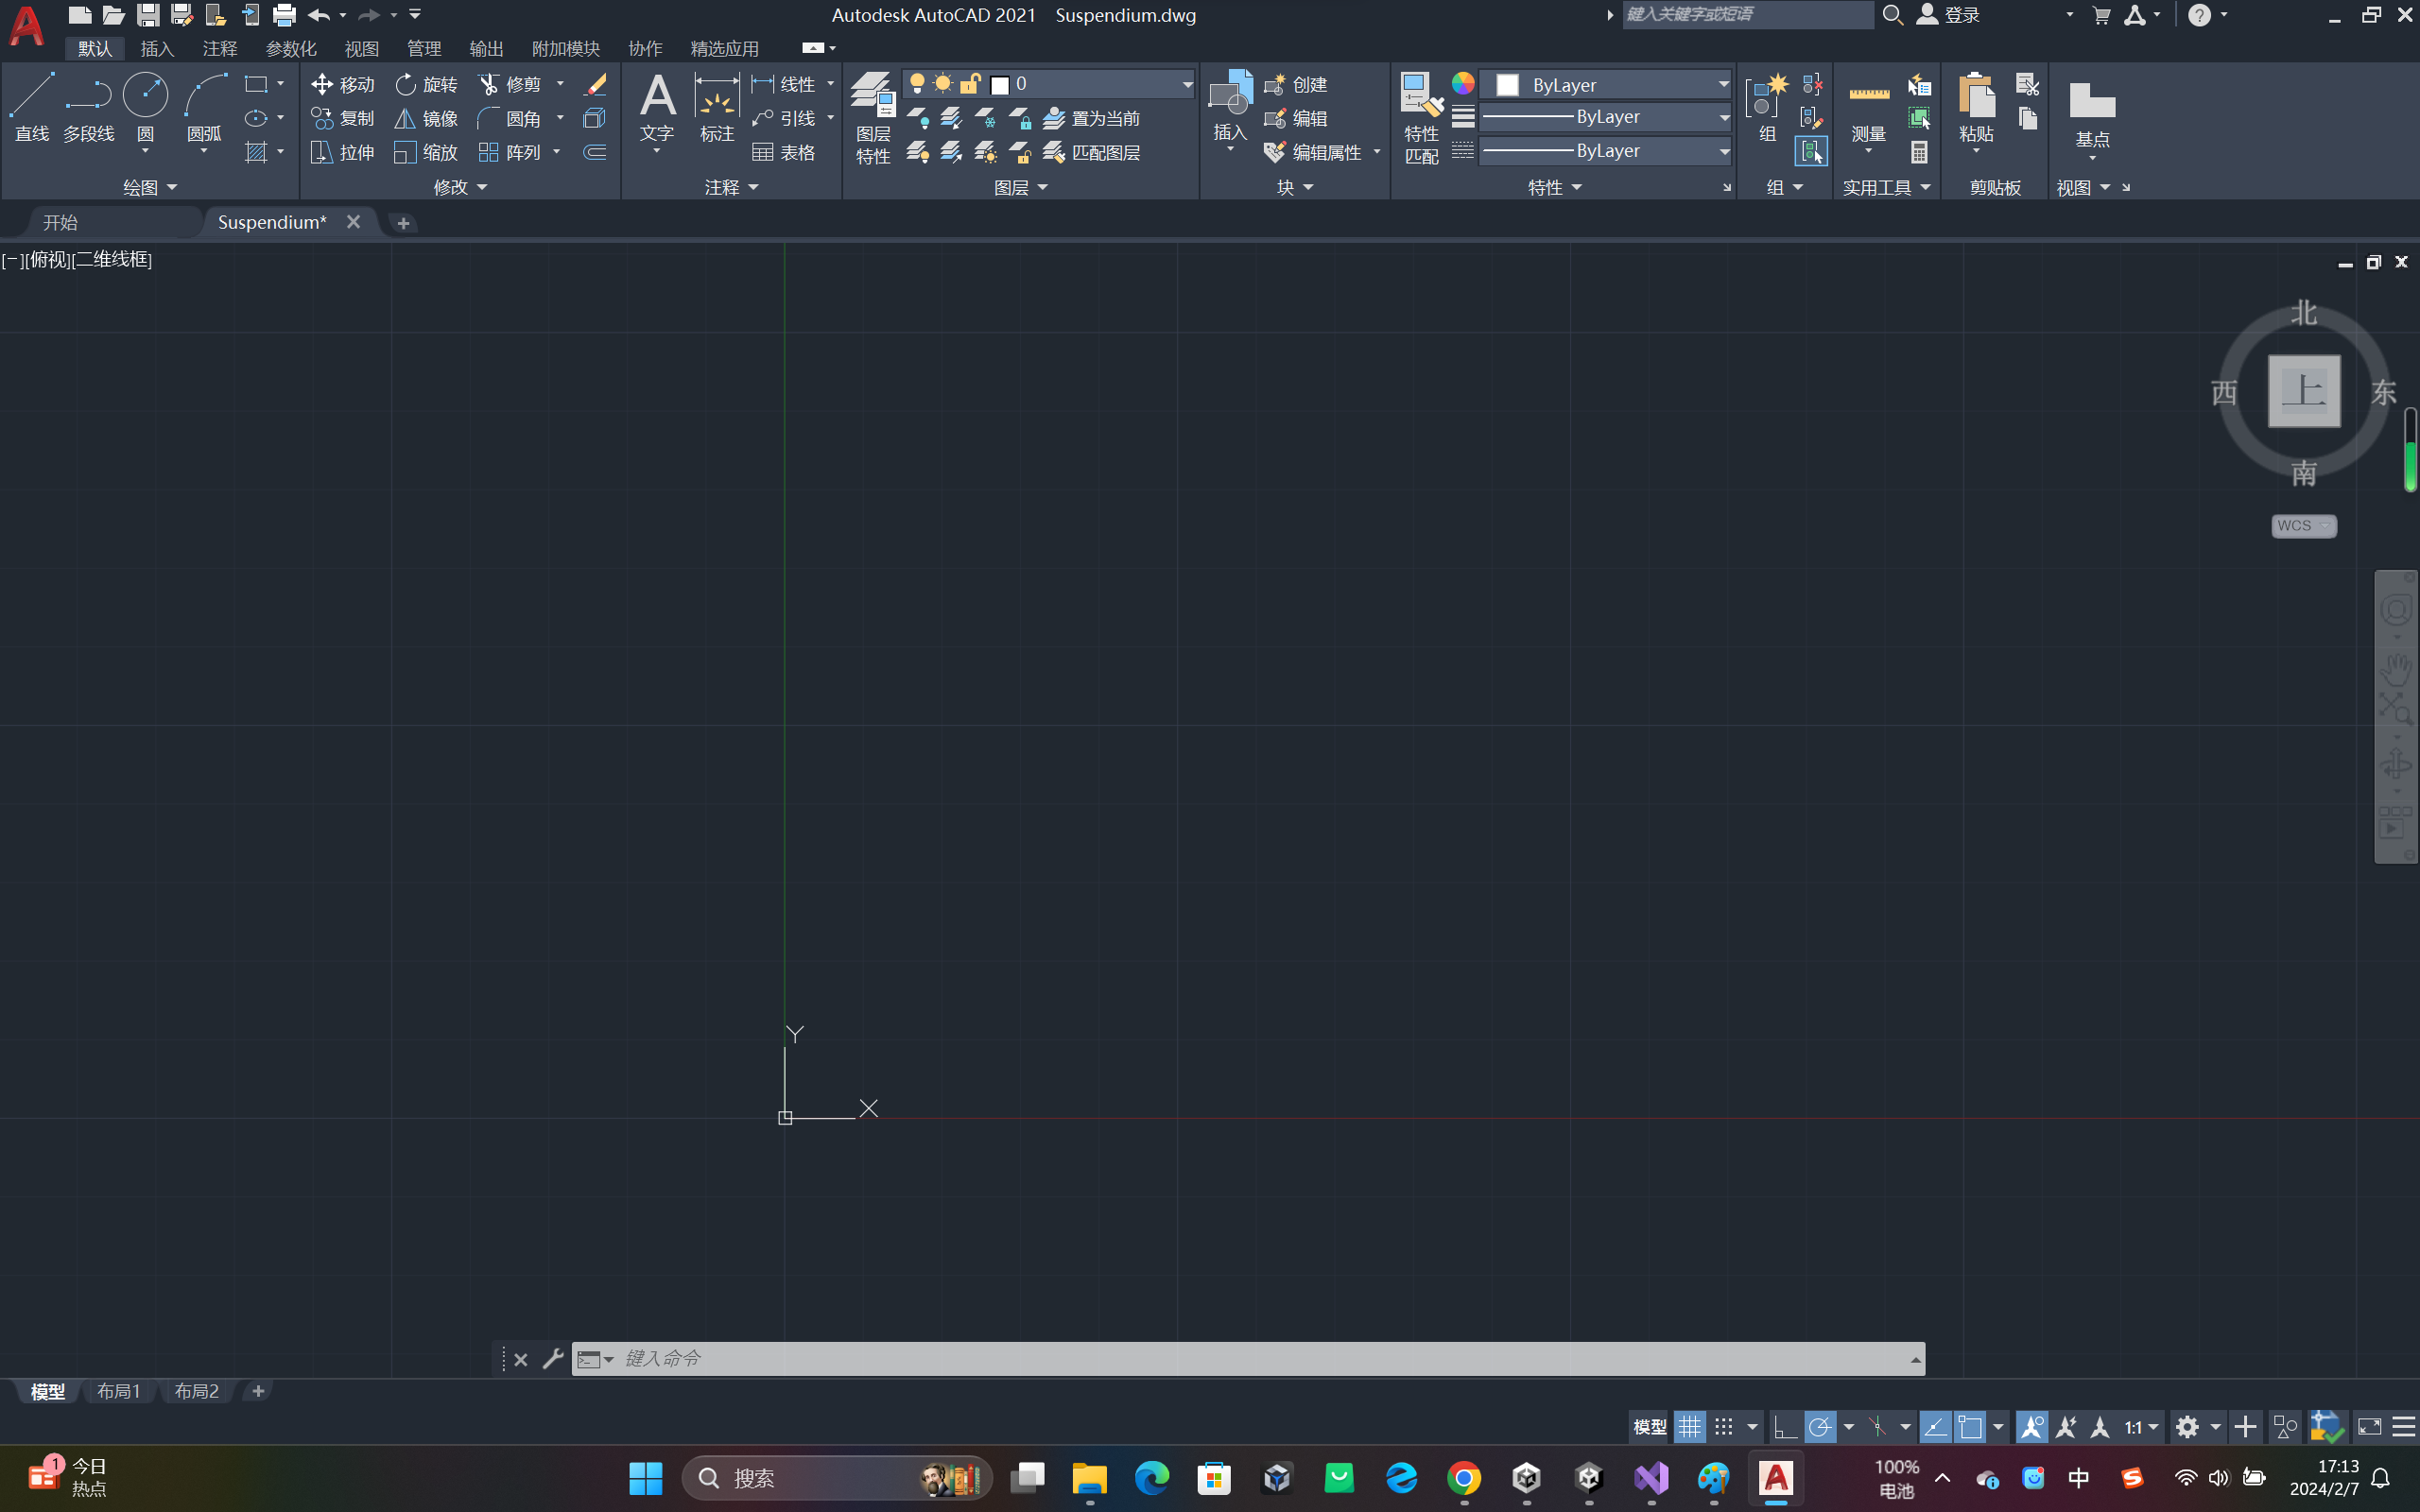 Autodesk AutoCAD 2021 Suspendium.dwg
键入关键字或短语
登录
默认 插入 注释 参数化 视图 管理 输出 附加模块 协作 精选应用
直线 多段线 圆 圆弧
移动 旋转 修剪
复制 镜像 圆角
拉伸 缩放 阵列
文字 标注
线性
引线
表格
图层
特性
0
置为当前
匹配图层
插入
创建
编辑
编辑属性
特性
匹配
ByLayer
ByLayer
ByLayer
组
测量
粘贴
基点
绘图 修改 注释 图层 块 特性 组 实用工具 剪贴板 视图
开始 Suspendium*
[-][俯视][二维线框]
北
西 上 东
南
WCS
Y
X
键入命令
模型 布局1 布局2
模型 1:1
1 今日
热点
搜索
100%
电池
中
17:13
2024/2/7